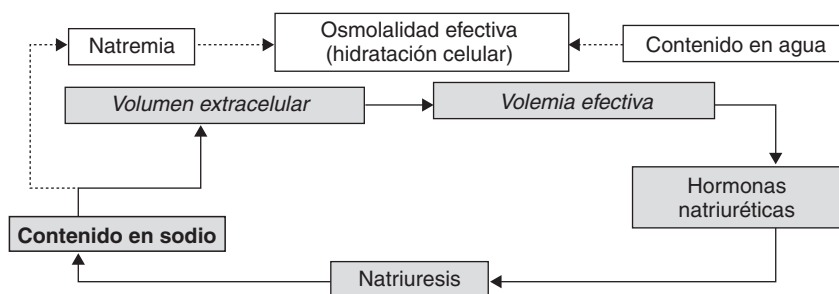 Natremia
Osmolalidad efectiva
(hidratación celular)
Contenido en agua
Volumen extracelular
Volemia efectiva
Hormonas
natriuréticas
Contenido en sodio
Natriuresis